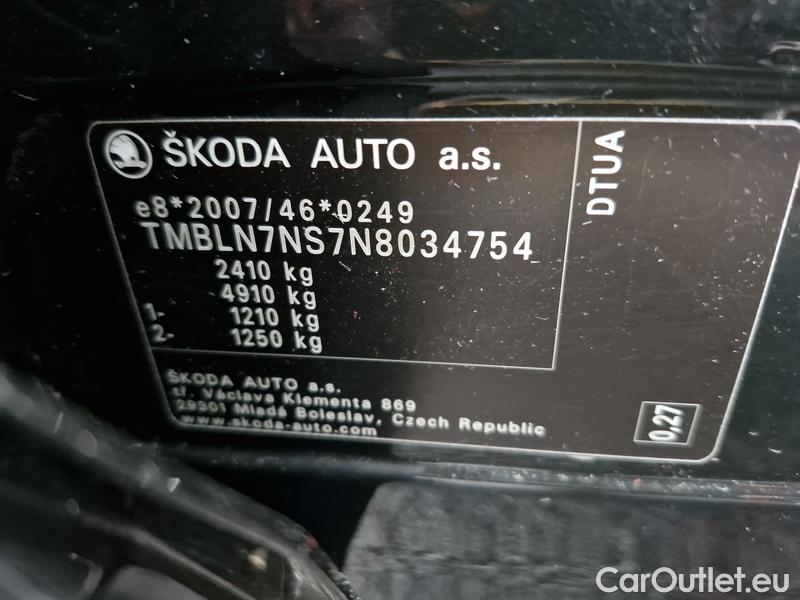 ŠKODA AUTO a.s.
e8*2007/46*0249
TMBLN7NS7N8034754
2410 kg
4910 kg
1- 1210 kg
2- 1250 kg
ŠKODA AUTO a.s.
tř. Václava Klementa 869
29301 Mladá Boleslav, Czech Republic
www.skoda-auto.com
DTUA
0,27
CarOutlet.eu